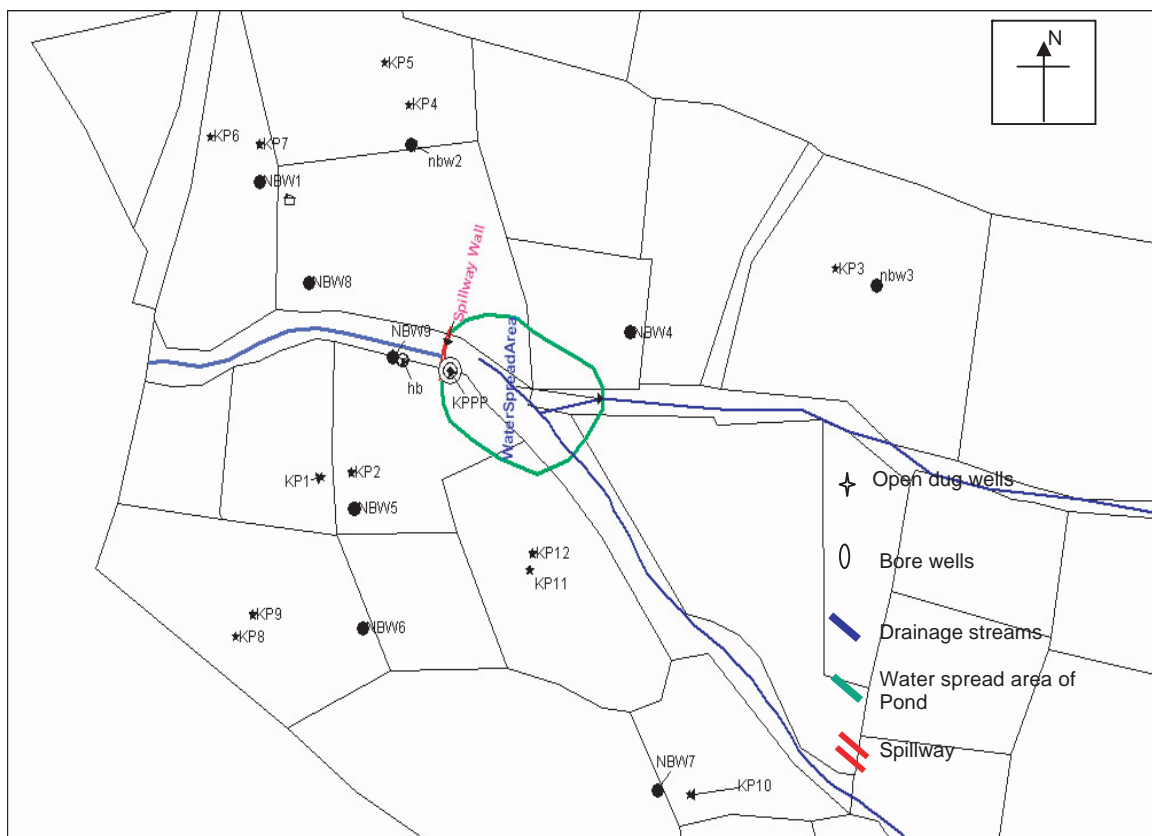 N
KP5
KP4
KP6
KP7
nbw2
NBW1
Spillway Wall
KP3
nbw3
NBW8
NBW4
NBW9
hb
KPPP
WaterSpreadArea
KP1
KP2
Open dug wells
NBW5
KP12
KP11
Bore wells
KP9
KP8
NBW6
Drainage streams
Water spread area of
Pond
Spillway
NBW7
KP10